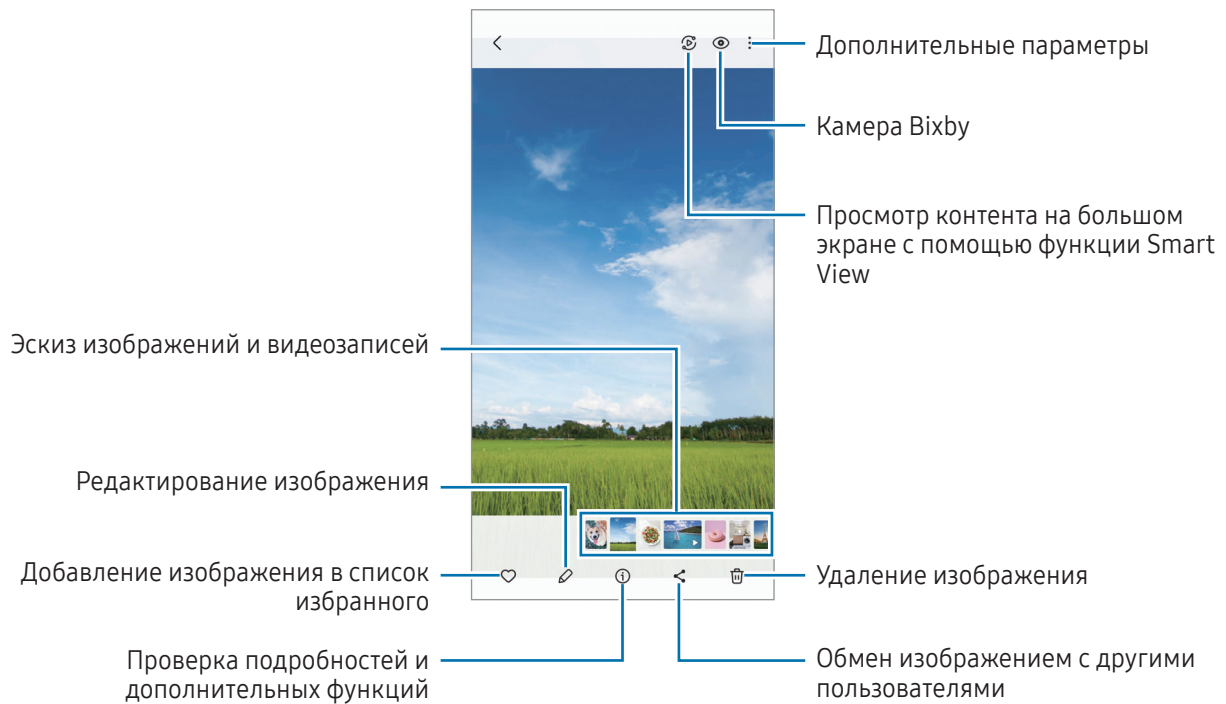 Дополнительные параметры
Камера Bixby
Просмотр контента на большом
экране с помощью функции Smart
View
Эскиз изображений и видеозаписей
Редактирование изображения
Добавление изображения в список
избранного
Удаление изображения
Проверка подробностей и
дополнительных функций
Обмен изображением с другими
пользователями